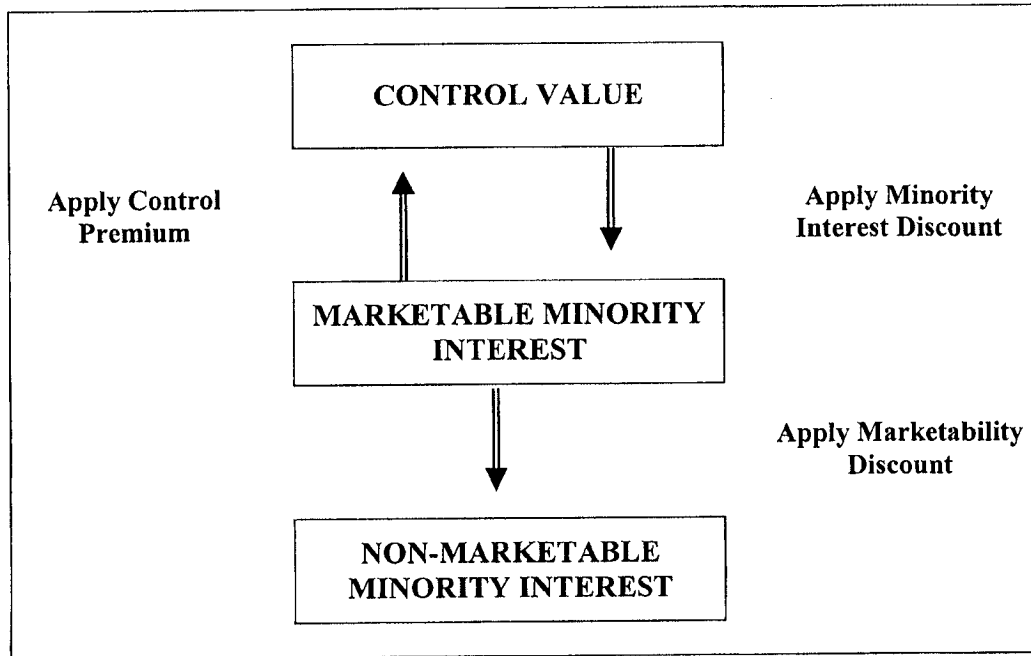 CONTROL VALUE
Apply Control
Premium
Apply Minority
Interest Discount
MARKETABLE MINORITY
INTEREST
Apply Marketability
Discount
NON-MARKETABLE
MINORITY INTEREST